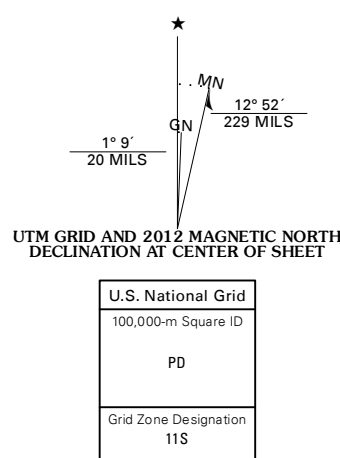 ★
MN
12° 52´
229 MILS
GN
1° 9´
20 MILS
UTM GRID AND 2012 MAGNETIC NORTH
DECLINATION AT CENTER OF SHEET
U.S. National Grid
100,000-m Square ID
PD
Grid Zone Designation
11S